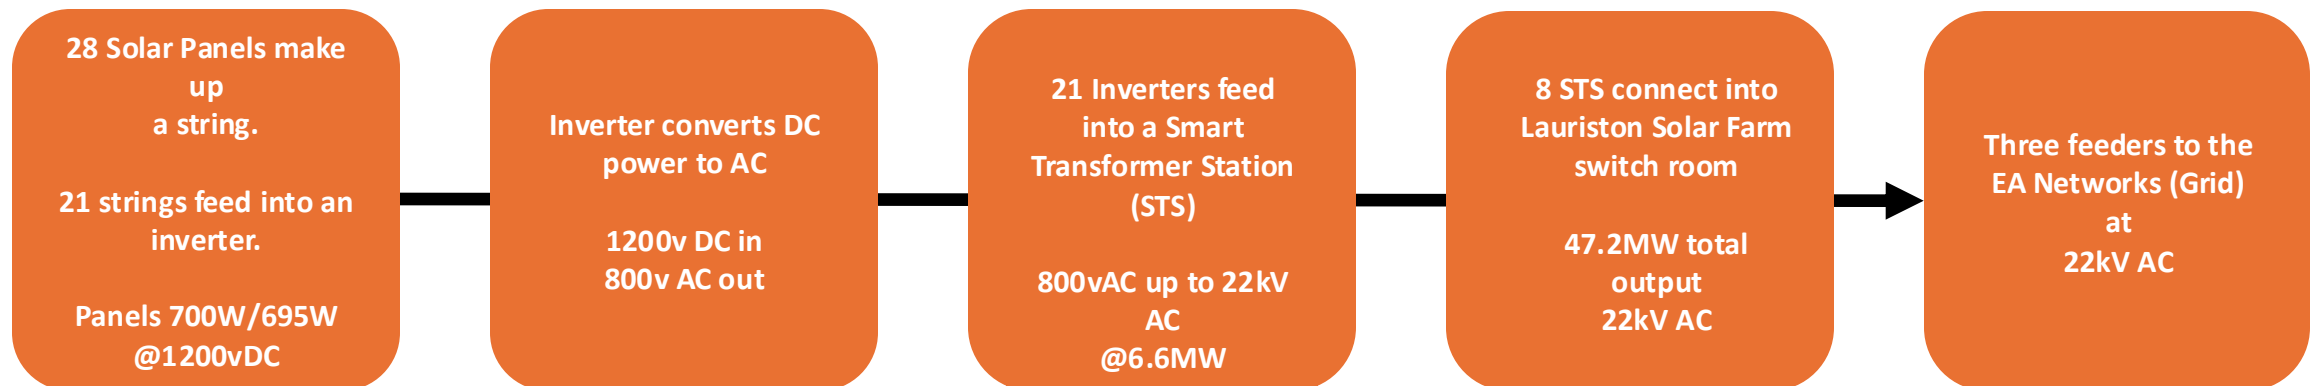 28 Solar Panels make
up
a string.
21 strings feed into an
inverter.
Panels 700W/695W
@1200vDC
Inverter converts DC
power to AC
1200v DC in
800v AC out
21 Inverters feed
into a Smart
Transformer Station
(STS)
800vAC up to 22kV
AC
@6.6MW
8 STS connect into
Lauriston Solar Farm
switch room
47.2MW total
output
22kV AC
Three feeders to the
EA Networks (Grid)
at
22kV AC